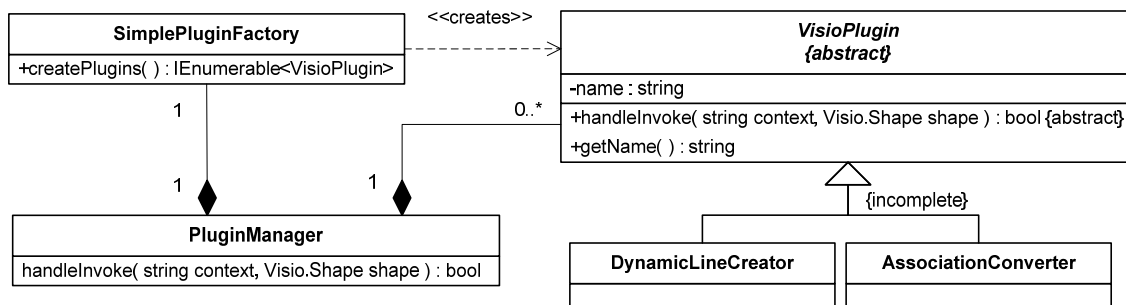 <<creates>>
SimplePluginFactory
+createPlugins( ) : IEnumerable<VisioPlugin>
VisioPlugin
{abstract}
-name : string
+handleInvoke( string context, Visio.Shape shape ) : bool {abstract}
+getName( ) : string
1
0..*
1
1
{incomplete}
PluginManager
handleInvoke( string context, Visio.Shape shape ) : bool
DynamicLineCreator
AssociationConverter